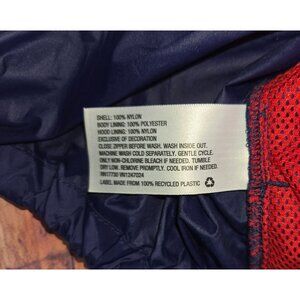 SHELL: 100% NYLON
BODY LINING: 100% POLYESTER
HOOD LINING: 100% NYLON
EXCLUSIVE OF DECORATION
CLOSE ZIPPER BEFORE WASH. WASH INSIDE OUT.
MACHINE WASH COLD SEPARATELY, GENTLE CYCLE.
ONLY NON-CHLORINE BLEACH IF NEEDED. TUMBLE
DRY LOW. REMOVE PROMPTLY. COOL IRON IF NEEDED.
RN17730 VN1247024
LABEL MADE FROM 100% RECYCLED PLASTIC